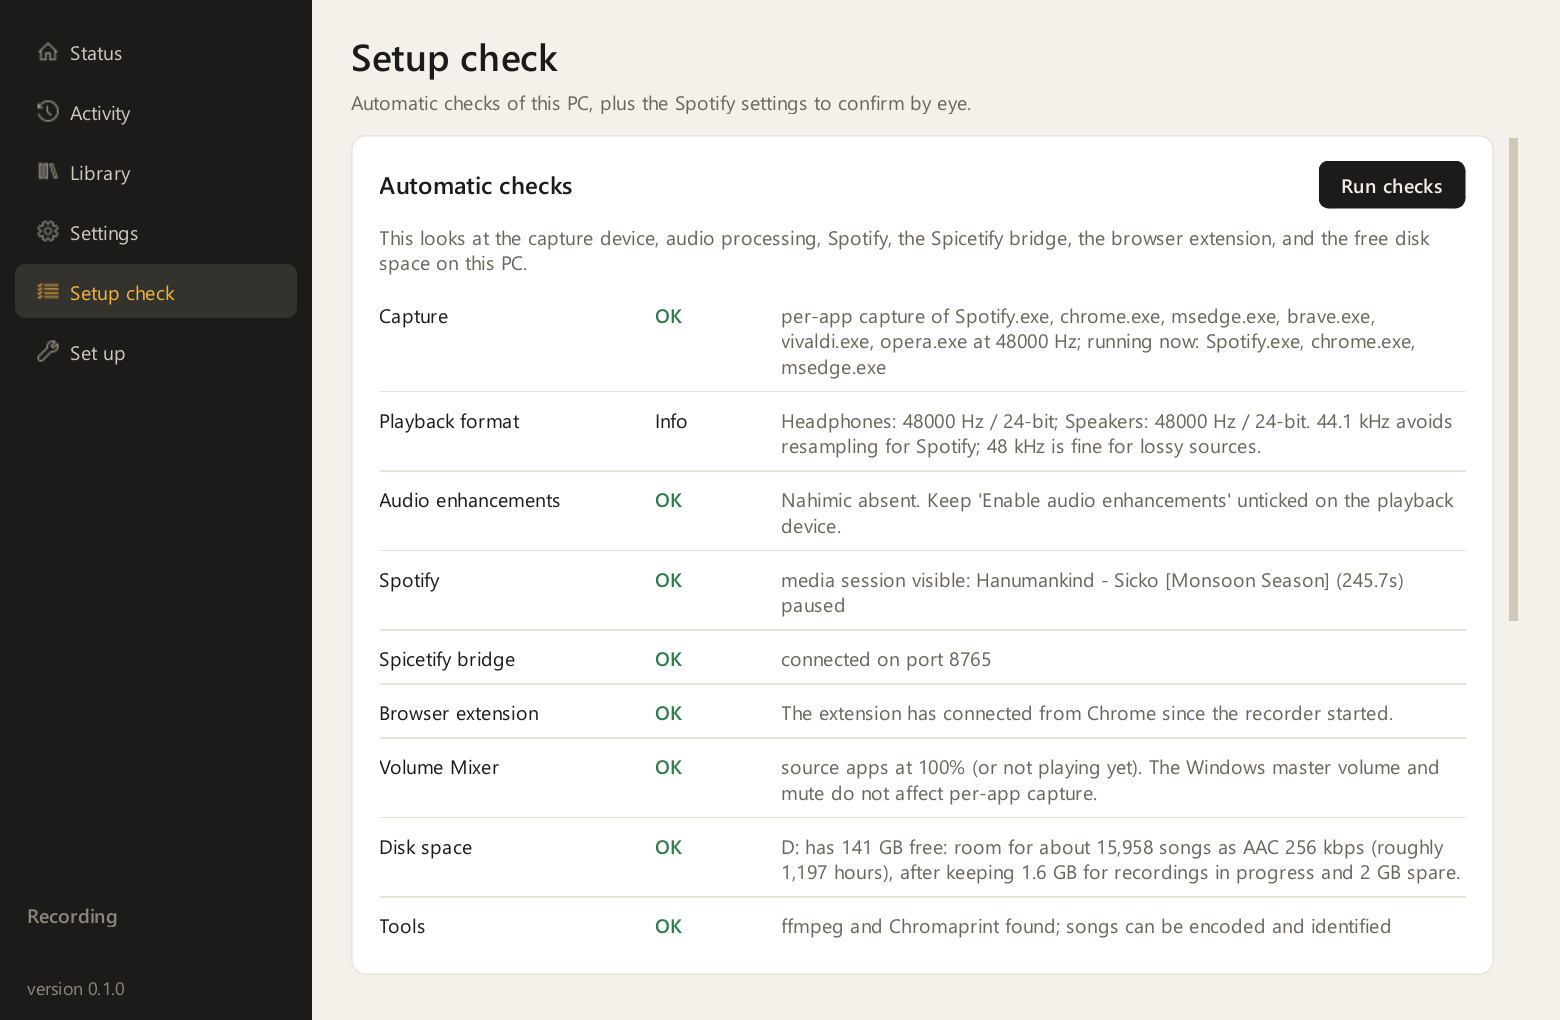 Status
Activity
Library
Settings
Setup check
Set up
Recording
version 0.1.0
Setup check
Automatic checks of this PC, plus the Spotify settings to confirm by eye.
Automatic checks
Run checks
This looks at the capture device, audio processing, Spotify, the Spicetify bridge, the browser extension, and the free disk
space on this PC.
Capture OK per-app capture of Spotify.exe, chrome.exe, msedge.exe, brave.exe,
vivaldi.exe, opera.exe at 48000 Hz; running now: Spotify.exe, chrome.exe,
msedge.exe
Playback format Info Headphones: 48000 Hz / 24-bit; Speakers: 48000 Hz / 24-bit. 44.1 kHz avoids
resampling for Spotify; 48 kHz is fine for lossy sources.
Audio enhancements OK Nahimic absent. Keep 'Enable audio enhancements' unticked on the playback
device.
Spotify OK media session visible: Hanumankind - Sicko [Monsoon Season] (245.7s)
paused
Spicetify bridge OK connected on port 8765
Browser extension OK The extension has connected from Chrome since the recorder started.
Volume Mixer OK source apps at 100% (or not playing yet). The Windows master volume and
mute do not affect per-app capture.
Disk space OK D: has 141 GB free: room for about 15,958 songs as AAC 256 kbps (roughly
1,197 hours), after keeping 1.6 GB for recordings in progress and 2 GB spare.
Tools OK ffmpeg and Chromaprint found; songs can be encoded and identified